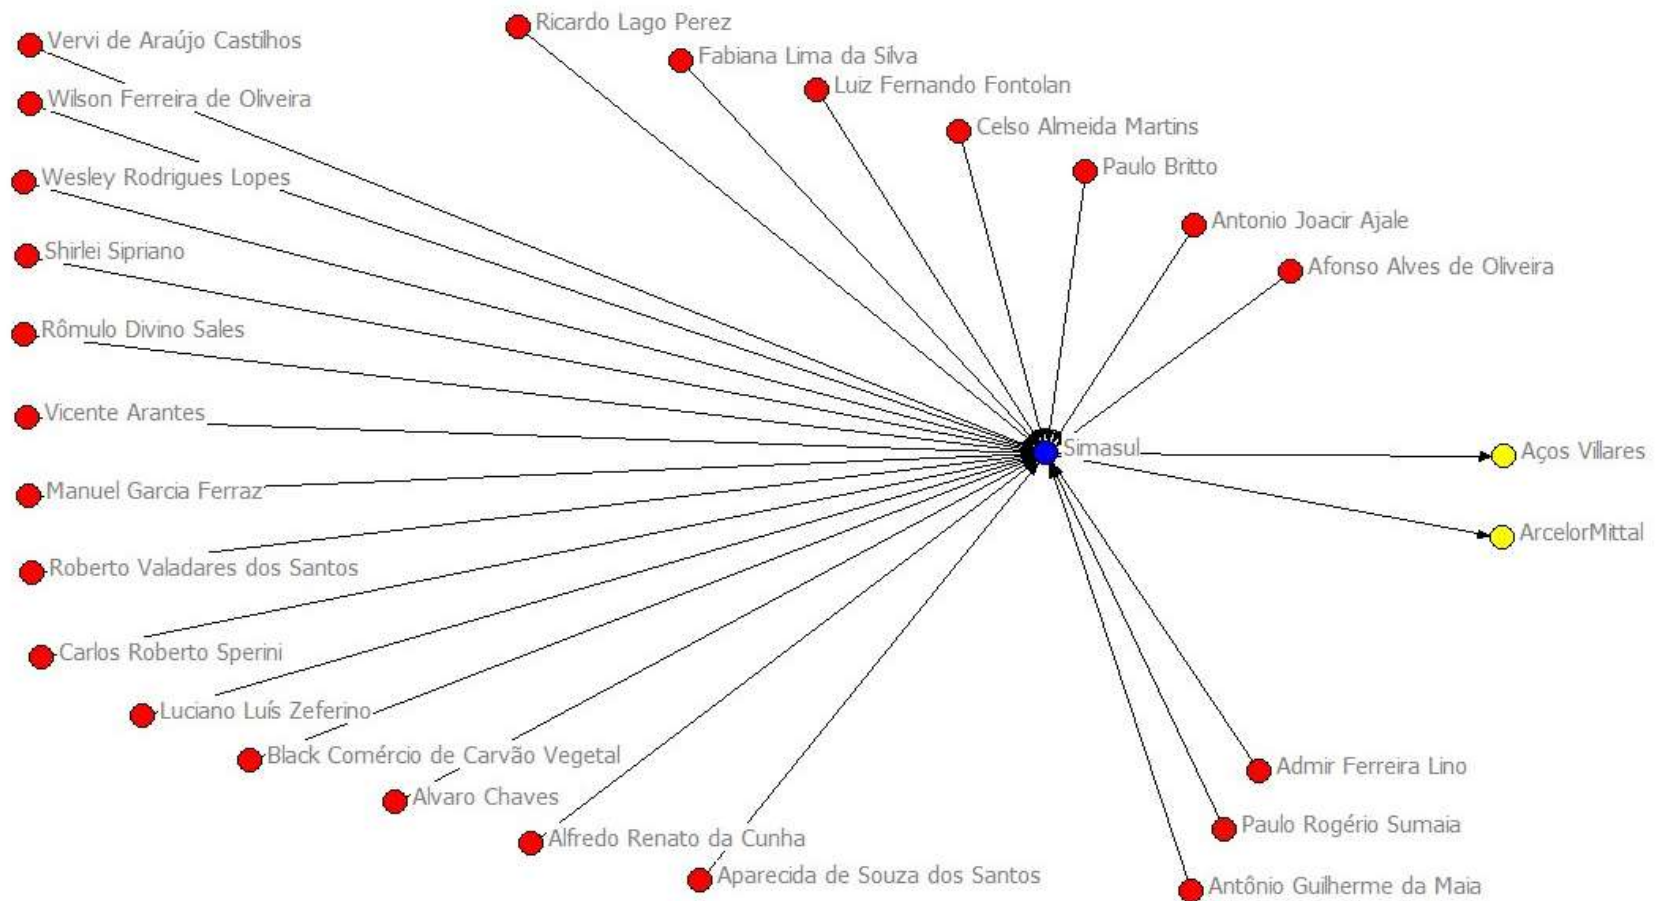 Ricardo Lago Perez
Vervi de Araújo Castilhos
Fabiana Lima da Silva
Luiz Fernando Fontolan
Wilson Ferreira de Oliveira
Celso Almeida Martins
Paulo Britto
Wesley Rodrigues Lopes
Antonio Joacir Ajale
Shirlei Sipriano
Afonso Alves de Oliveira
Rômulo Divino Sales
Vicente Arantes
Simasul
Aços Villares
Manuel Garcia Ferraz
ArcelorMittal
Roberto Valadares dos Santos
Carlos Roberto Sperini
Luciano Luís Zeferino
Black Comércio de Carvão Vegetal
Admir Ferreira Lino
Alvaro Chaves
Paulo Rogério Sumaia
Alfredo Renato da Cunha
Aparecida de Souza dos Santos
Antônio Guilherme da Maia